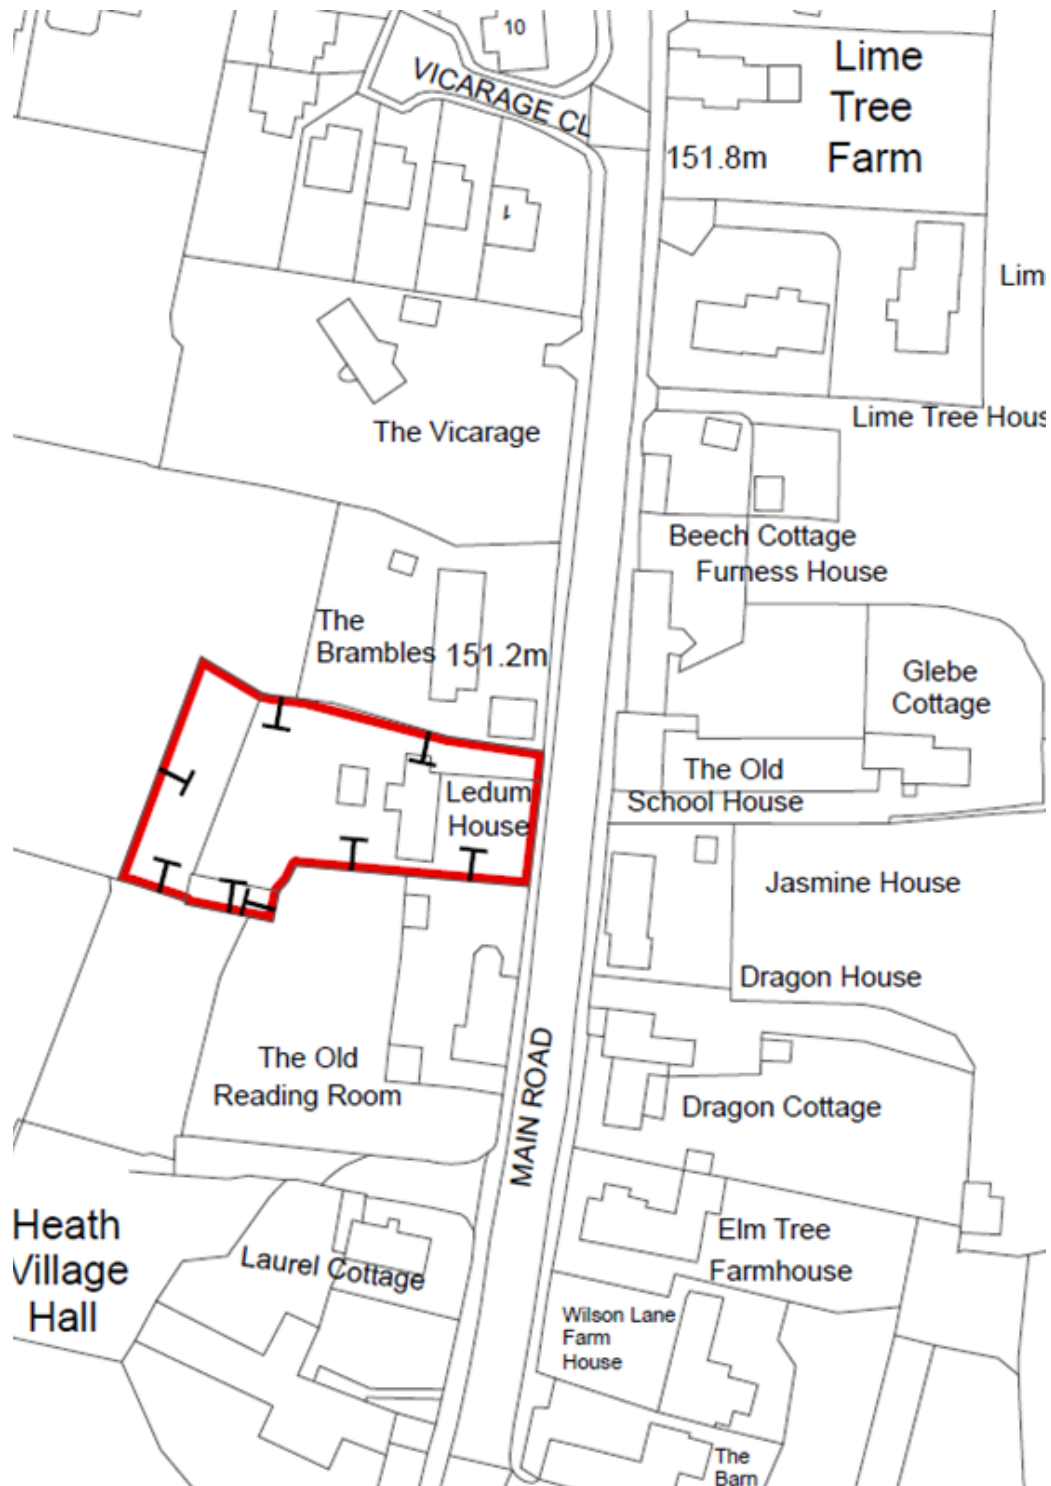 10
VICARAGE CL
Lime
Tree
Farm
151.8m
1
Lim
The Vicarage
Lime Tree Hous
Beech Cottage
Furness House
The
Brambles
151.2m
Glebe
Cottage
The Old
School House
Ledum
House
Jasmine House
Dragon House
The Old
Reading Room
MAIN ROAD
Dragon Cottage
Heath
Village
Hall
Laurel Cottage
Elm Tree
Farmhouse
Wilson Lane
Farm
House
The
Barn